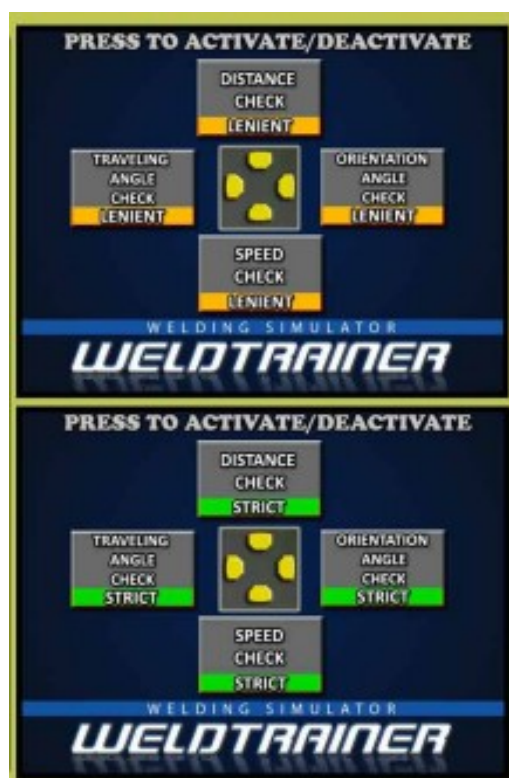 PRESS TO ACTIVATE/DEACTIVATE
DISTANCE
CHECK
LENIENT
TRAVELING
ANGLE
CHECK
LENIENT
ORIENTATION
ANGLE
CHECK
LENIENT
SPEED
CHECK
LENIENT
WELDING SIMULATOR
WELDTRAINER
PRESS TO ACTIVATE/DEACTIVATE
DISTANCE
CHECK
STRICT
TRAVELING
ANGLE
CHECK
STRICT
ORIENTATION
ANGLE
CHECK
STRICT
SPEED
CHECK
STRICT
WELDING SIMULATOR
WELDTRAINER